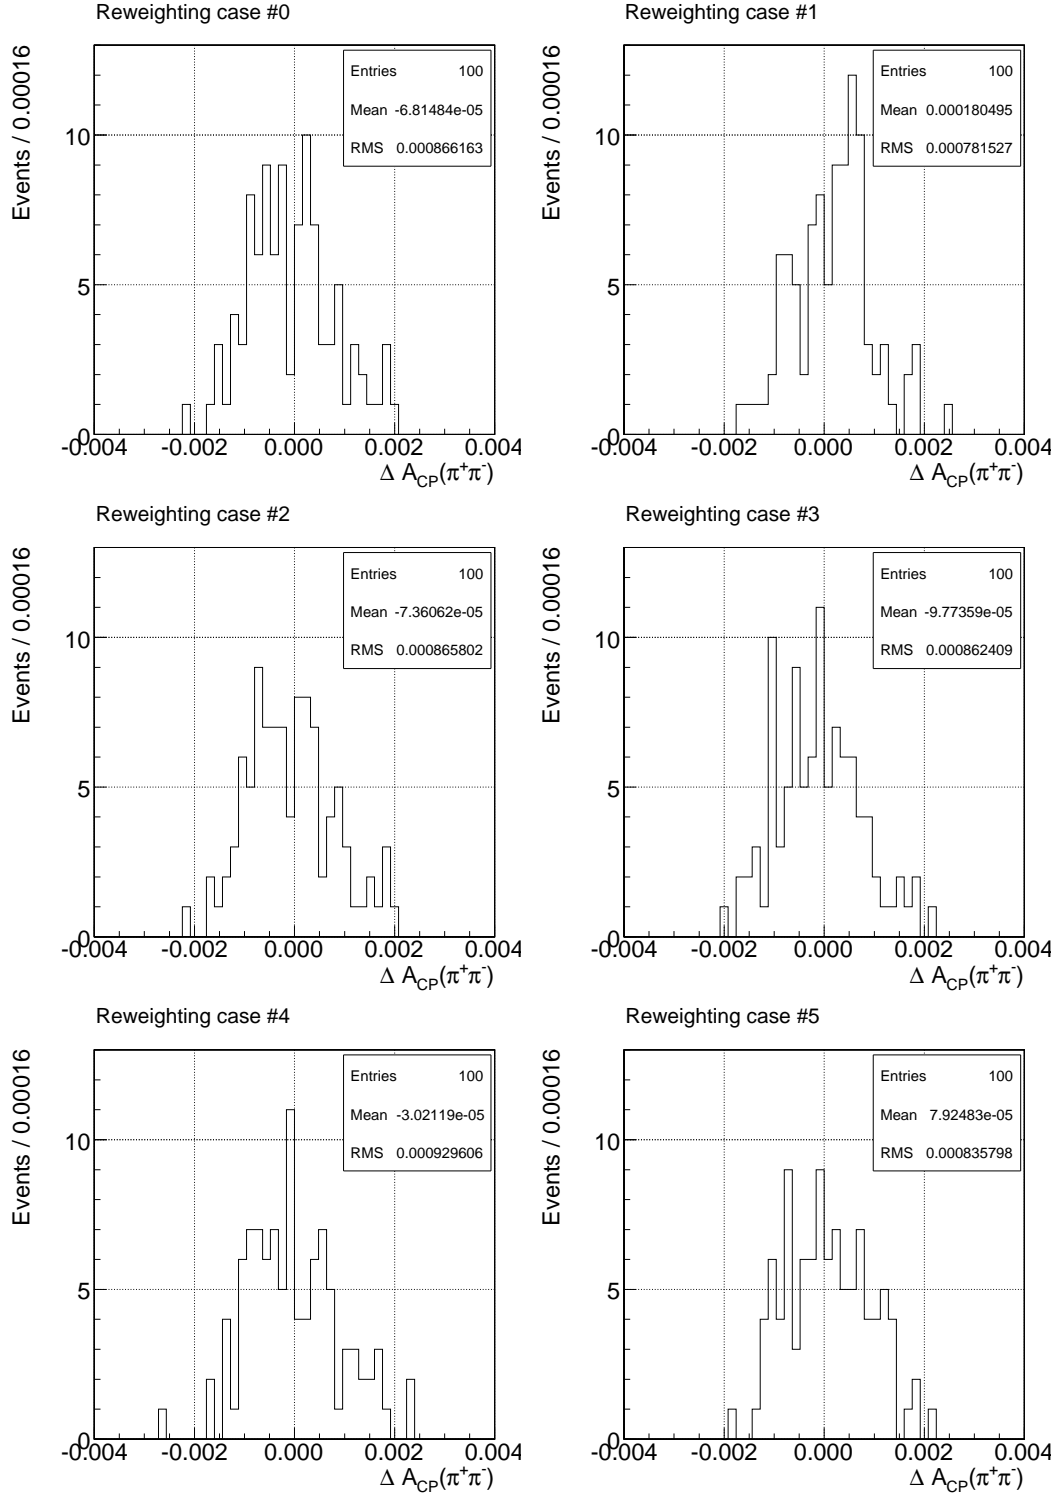 Reweighting case #0
Events / 0.00016
Entries 100
Mean -6.81484e-05
RMS 0.000866163
10
5
0
-0.004 -0.002 0.000 0.002 0.004
Δ A_CP(π⁺π⁻)
Reweighting case #1
Events / 0.00016
Entries 100
Mean 0.000180495
RMS 0.000781527
10
5
0
-0.004 -0.002 0.000 0.002 0.004
Δ A_CP(π⁺π⁻)
Reweighting case #2
Events / 0.00016
Entries 100
Mean -7.36062e-05
RMS 0.000865802
10
5
0
-0.004 -0.002 0.000 0.002 0.004
Δ A_CP(π⁺π⁻)
Reweighting case #3
Events / 0.00016
Entries 100
Mean -9.77359e-05
RMS 0.000862409
10
5
0
-0.004 -0.002 0.000 0.002 0.004
Δ A_CP(π⁺π⁻)
Reweighting case #4
Events / 0.00016
Entries 100
Mean -3.02119e-05
RMS 0.000929606
10
5
0
-0.004 -0.002 0.000 0.002 0.004
Δ A_CP(π⁺π⁻)
Reweighting case #5
Events / 0.00016
Entries 100
Mean 7.92483e-05
RMS 0.000835798
10
5
0
-0.004 -0.002 0.000 0.002 0.004
Δ A_CP(π⁺π⁻)